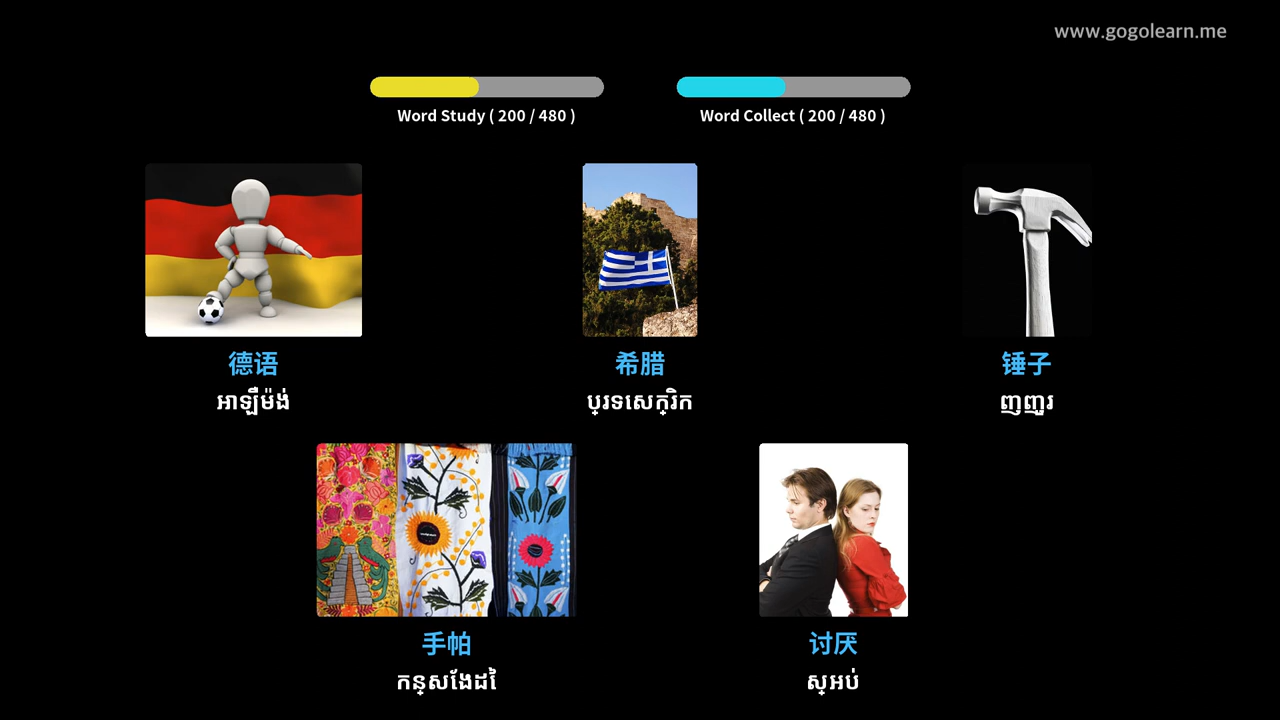 www.gogolearn.me
Word Study ( 200 / 480 )
Word Collect ( 200 / 480 )
德语
អាឡឺម៉ង់
希腊
ប្រទេសក្រិក
锤子
ញញួរ
手帕
កន្សែងដៃ
讨厌
ស្អប់